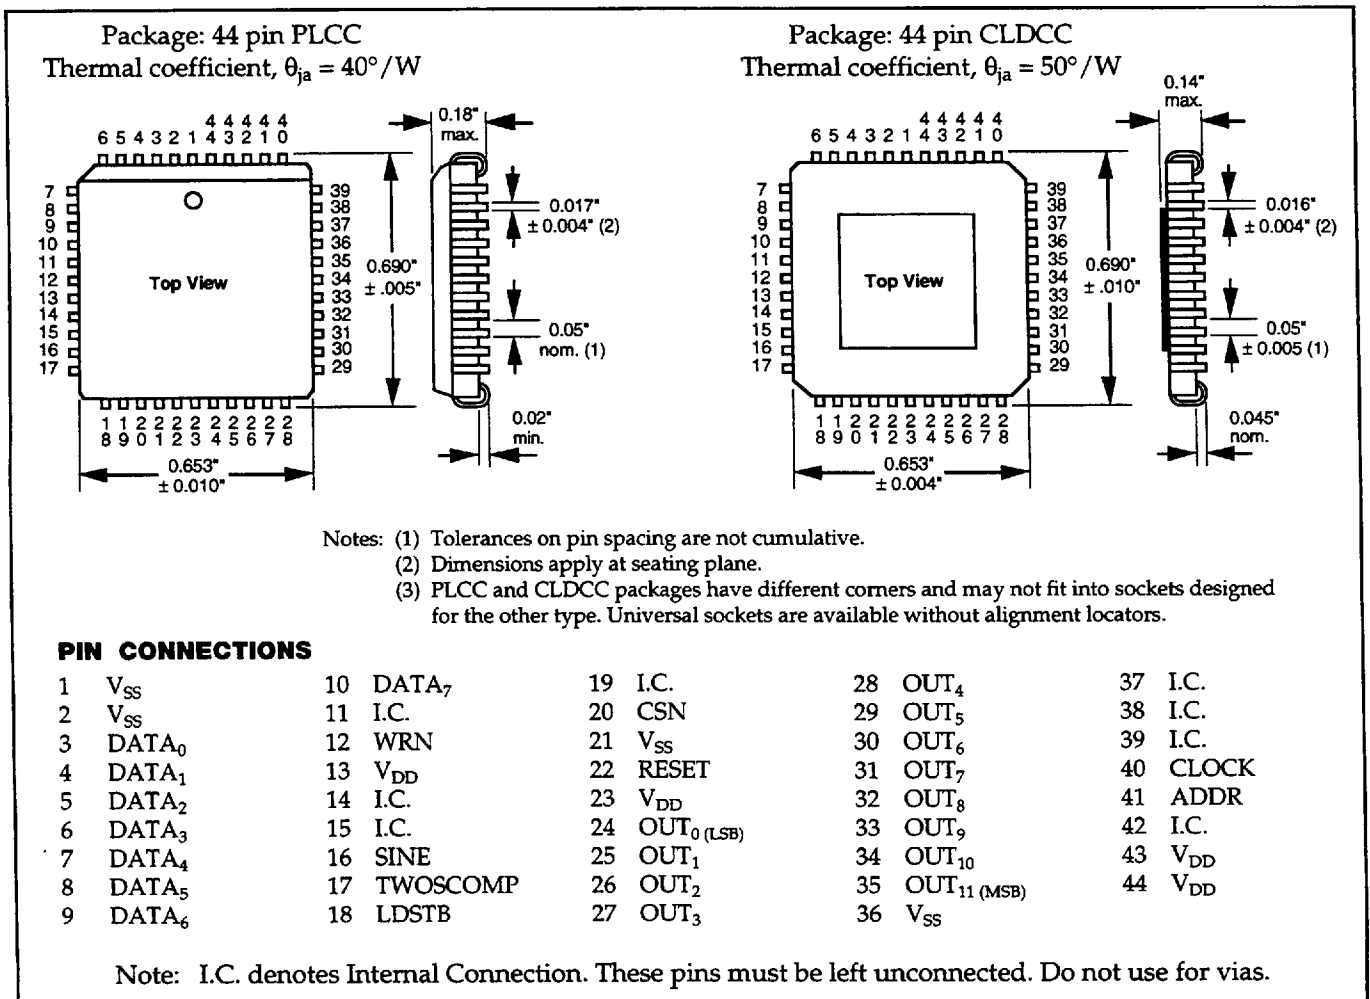 Package: 44 pin PLCC
Thermal coefficient, θja = 40°/W
6 5 4 3 2 1 44 43 42 41 40
7
8
9
10
11
12
13
14
15
16
17
39
38
37
36
35
34
33
32
31
30
29
18 19 20 21 22 23 24 25 26 27 28
Top View
0.690"
± .005"
0.653"
± 0.010"
0.18"
max.
0.017"
± 0.004" (2)
0.05"
nom. (1)
0.02"
min.
Package: 44 pin CLDCC
Thermal coefficient, θja = 50°/W
6 5 4 3 2 1 44 43 42 41 40
7
8
9
10
11
12
13
14
15
16
17
39
38
37
36
35
34
33
32
31
30
29
18 19 20 21 22 23 24 25 26 27 28
Top View
0.690"
± .010"
0.653"
± 0.004"
0.14"
max.
0.016"
± 0.004" (2)
0.05"
± 0.005 (1)
0.045"
nom.
Notes: (1) Tolerances on pin spacing are not cumulative.
(2) Dimensions apply at seating plane.
(3) PLCC and CLDCC packages have different corners and may not fit into sockets designed
for the other type. Universal sockets are available without alignment locators.
PIN CONNECTIONS
1 VSS
2 VSS
3 DATA0
4 DATA1
5 DATA2
6 DATA3
7 DATA4
8 DATA5
9 DATA6
10 DATA7
11 I.C.
12 WRN
13 VDD
14 I.C.
15 I.C.
16 SINE
17 TWOSCOMP
18 LDSTB
19 I.C.
20 CSN
21 VSS
22 RESET
23 VDD
24 OUT0 (LSB)
25 OUT1
26 OUT2
27 OUT3
28 OUT4
29 OUT5
30 OUT6
31 OUT7
32 OUT8
33 OUT9
34 OUT10
35 OUT11 (MSB)
36 VSS
37 I.C.
38 I.C.
39 I.C.
40 CLOCK
41 ADDR
42 I.C.
43 VDD
44 VDD
Note: I.C. denotes Internal Connection. These pins must be left unconnected. Do not use for vias.